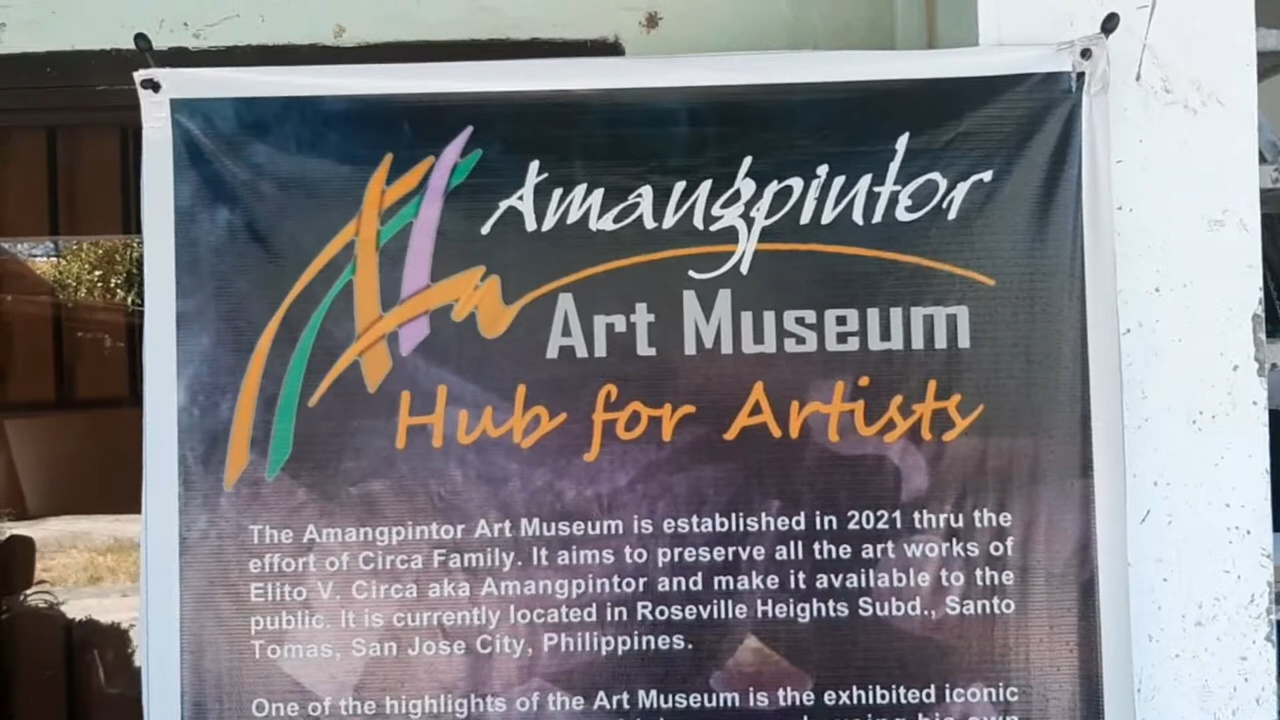 Amangpintor
Art Museum
Hub for Artists
The Amangpintor Art Museum is established in 2021 thru the
effort of Circa Family. It aims to preserve all the art works of
Elito V. Circa aka Amangpintor and make it available to the
public. It is currently located in Roseville Heights Subd., Santo
Tomas, San Jose City, Philippines.
One of the highlights of the Art Museum is the exhibited iconic
using his own